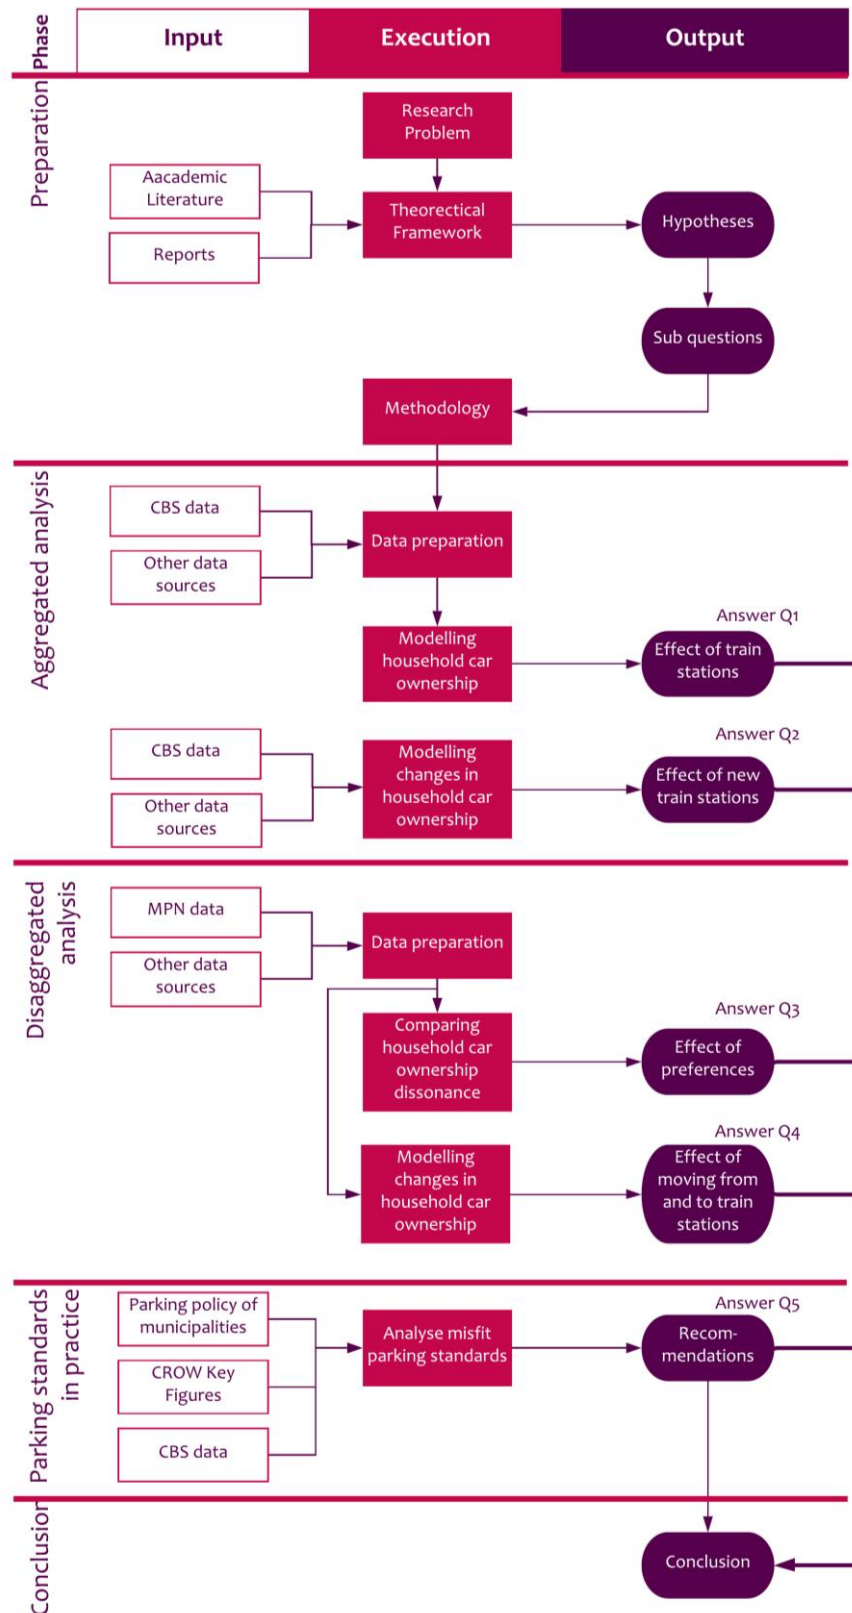 Phase
Input
Execution
Output
Preparation
Research
Problem
Aacademic
Literature
Reports
Theorectical
Framework
Hypotheses
Sub questions
Methodology
Aggregated analysis
CBS data
Other data
sources
Data preparation
Modelling
household car
ownership
Answer Q1
Effect of train
stations
CBS data
Other data
sources
Modelling
changes in
household car
ownership
Answer Q2
Effect of new
train stations
Disaggregated
analysis
MPN data
Other data
sources
Data preparation
Comparing
household car
ownership
dissonance
Answer Q3
Effect of
preferences
Modelling
changes in
household car
ownership
Answer Q4
Effect of
moving from
and to train
stations
Parking standards
in practice
Parking policy of
municipalities
CROW Key
Figures
CBS data
Analyse misfit
parking standards
Answer Q5
Recom-
mendations
Conclusion
Conclusion